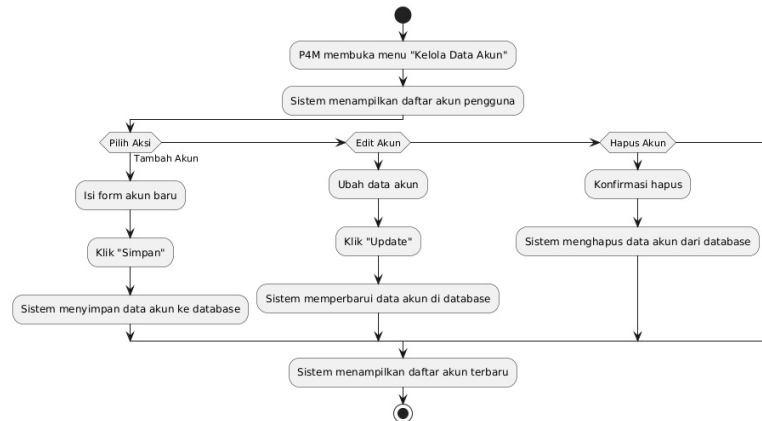 P4M membuka menu "Kelola Data Akun"
Sistem menampilkan daftar akun pengguna
Pilih Aksi
Tambah Akun
Isi form akun baru
Klik "Simpan"
Sistem menyimpan data akun ke database
Edit Akun
Ubah data akun
Klik "Update"
Sistem memperbarui data akun di database
Hapus Akun
Konfirmasi hapus
Sistem menghapus data akun dari database
Sistem menampilkan daftar akun terbaru